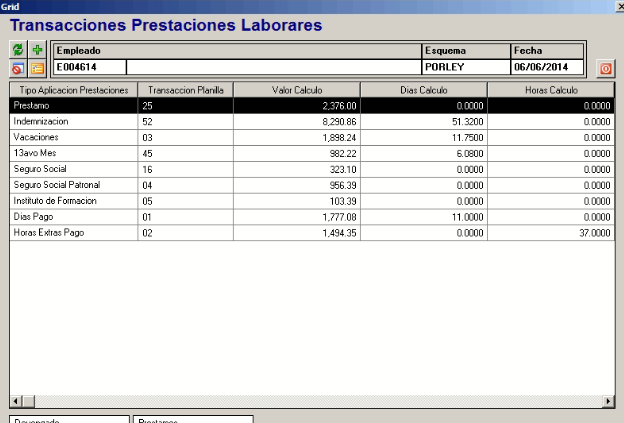 Grid
Transacciones Prestaciones Laborares
Empleado Esquema Fecha
E004614 PORLEY 06/06/2014
Tipo Aplicacion Prestaciones Transaccion Planilla Valor Calculo Dias Calculo Horas Calculo
Prestamo 25 2,376.00 0.0000 0.0000
Indemnizacion 52 8,290.86 51.3200 0.0000
Vacaciones 03 1,898.24 11.7500 0.0000
13avo Mes 45 982.22 6.0800 0.0000
Seguro Social 16 323.10 0.0000 0.0000
Seguro Social Patronal 04 956.39 0.0000 0.0000
Instituto de Formacion 05 103.39 0.0000 0.0000
Dias Pago 01 1,777.08 11.0000 0.0000
Horas Extras Pago 02 1,494.35 0.0000 37.0000
Devengado Prestamos